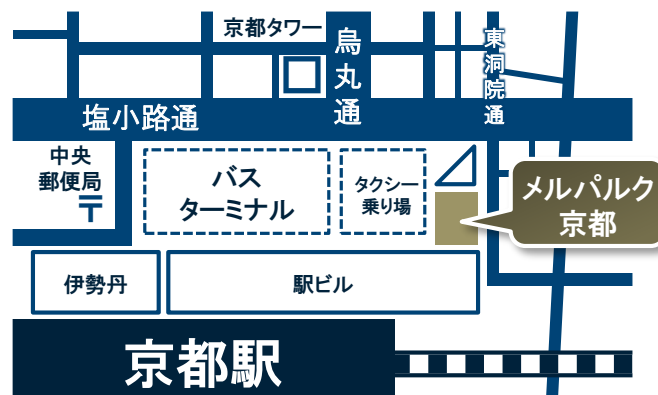 京都タワー
烏丸通
東洞院通
塩小路通
中央
郵便局
〒
バス
ターミナル
タクシー
乗り場
メルパルク
京都
伊勢丹
駅ビル
京都駅